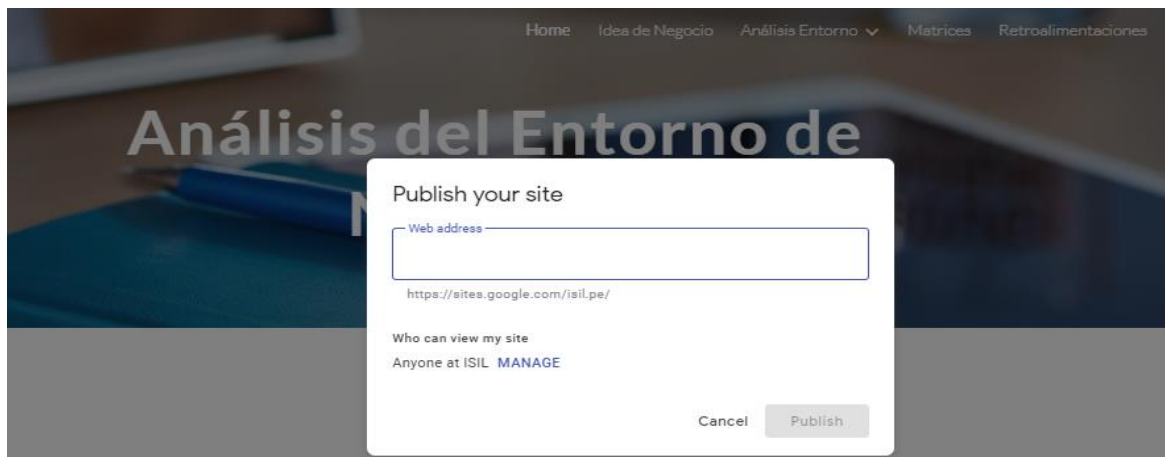 Home Idea de Negocio Análisis Entorno Matrices Retroalimentaciones
Análisis del Entorno de
N
Publish your site
Web address
https://sites.google.com/isil.pe/
Who can view my site
Anyone at ISIL MANAGE
Cancel Publish